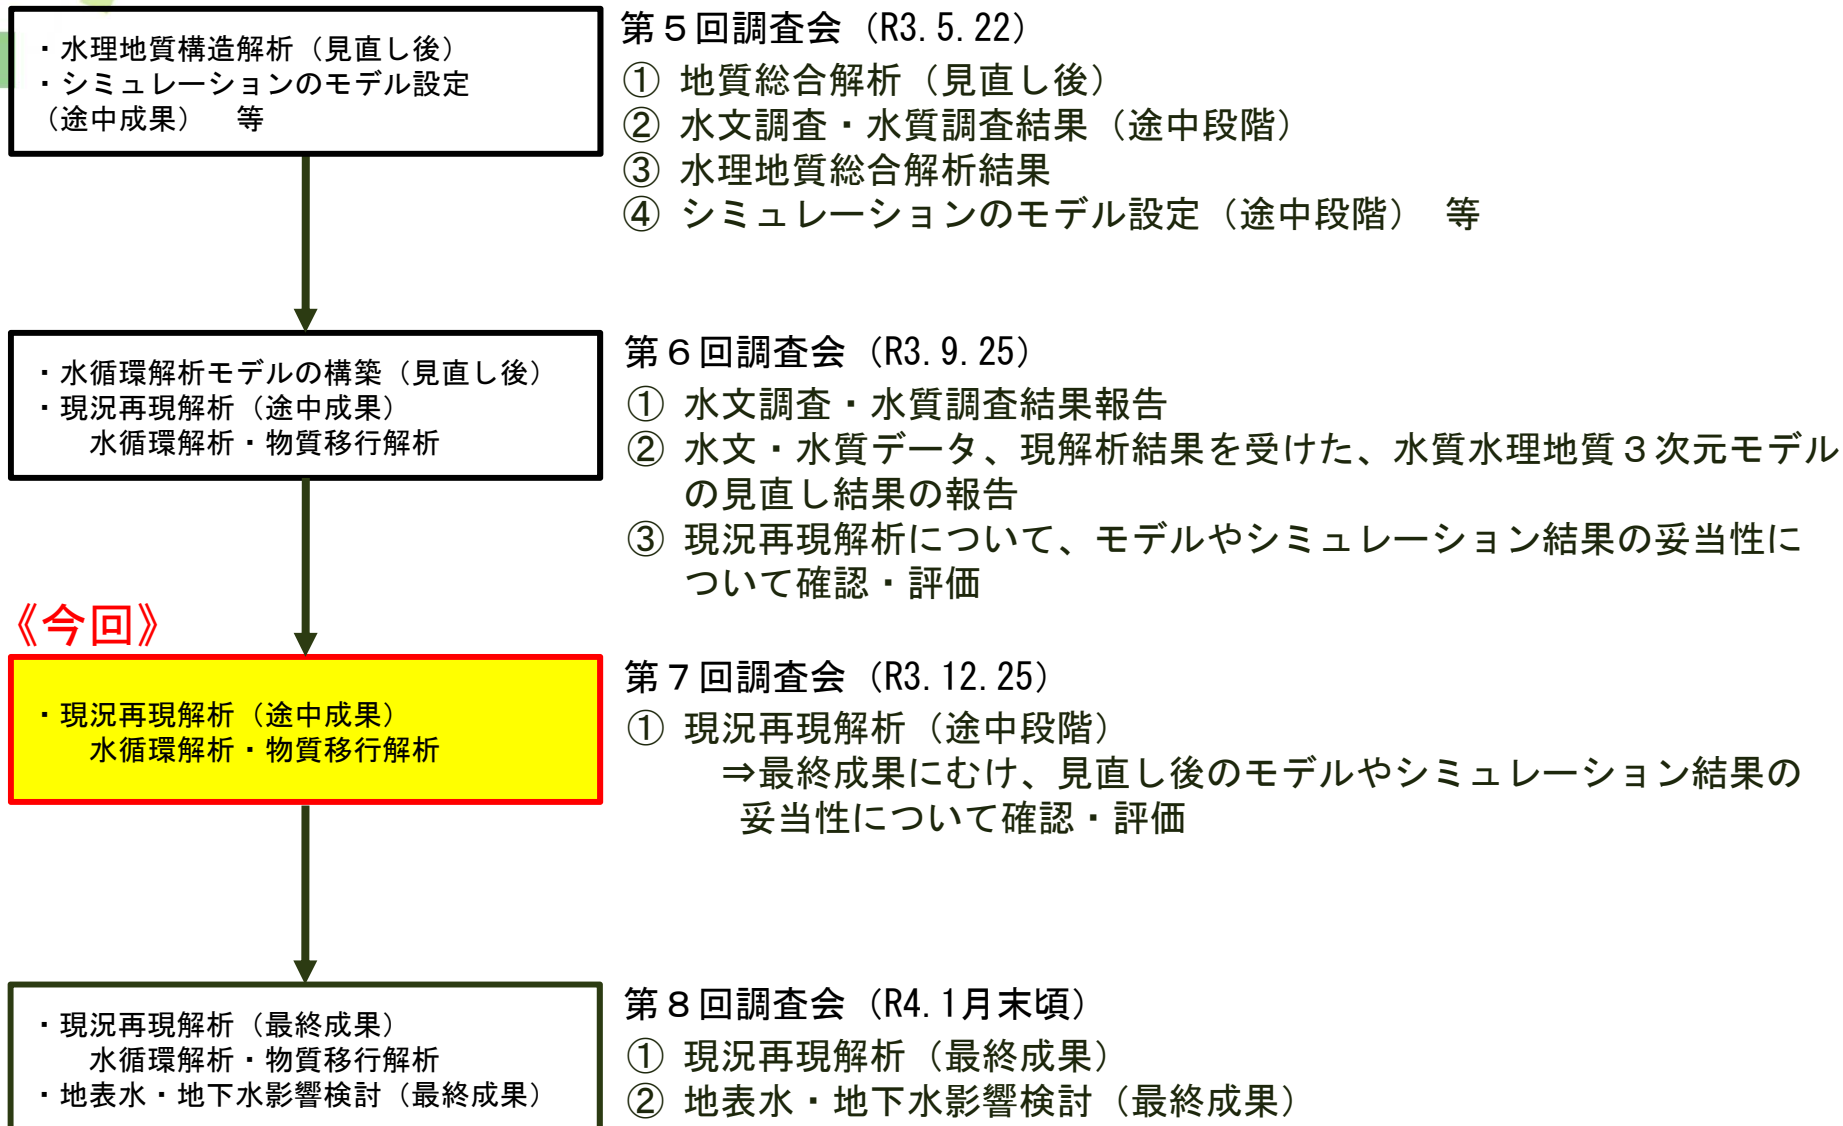 ・水理地質構造解析（見直し後）
・シミュレーションのモデル設定
（途中成果）　等
第５回調査会（R3.5.22）
① 地質総合解析（見直し後）
② 水文調査・水質調査結果（途中段階）
③ 水理地質総合解析結果
④ シミュレーションのモデル設定（途中段階）　等
・水循環解析モデルの構築（見直し後）
・現況再現解析（途中成果）
水循環解析・物質移行解析
第６回調査会（R3.9.25）
① 水文調査・水質調査結果報告
② 水文・水質データ、現解析結果を受けた、水質水理地質３次元モデル
の見直し結果の報告
③ 現況再現解析について、モデルやシミュレーション結果の妥当性に
ついて確認・評価
《今回》
・現況再現解析（途中成果）
水循環解析・物質移行解析
第７回調査会（R3.12.25）
① 現況再現解析（途中段階）
⇒最終成果にむけ、見直し後のモデルやシミュレーション結果の
妥当性について確認・評価
・現況再現解析（最終成果）
水循環解析・物質移行解析
・地表水・地下水影響検討（最終成果）
第８回調査会（R4.1月末頃）
① 現況再現解析（最終成果）
② 地表水・地下水影響検討（最終成果）